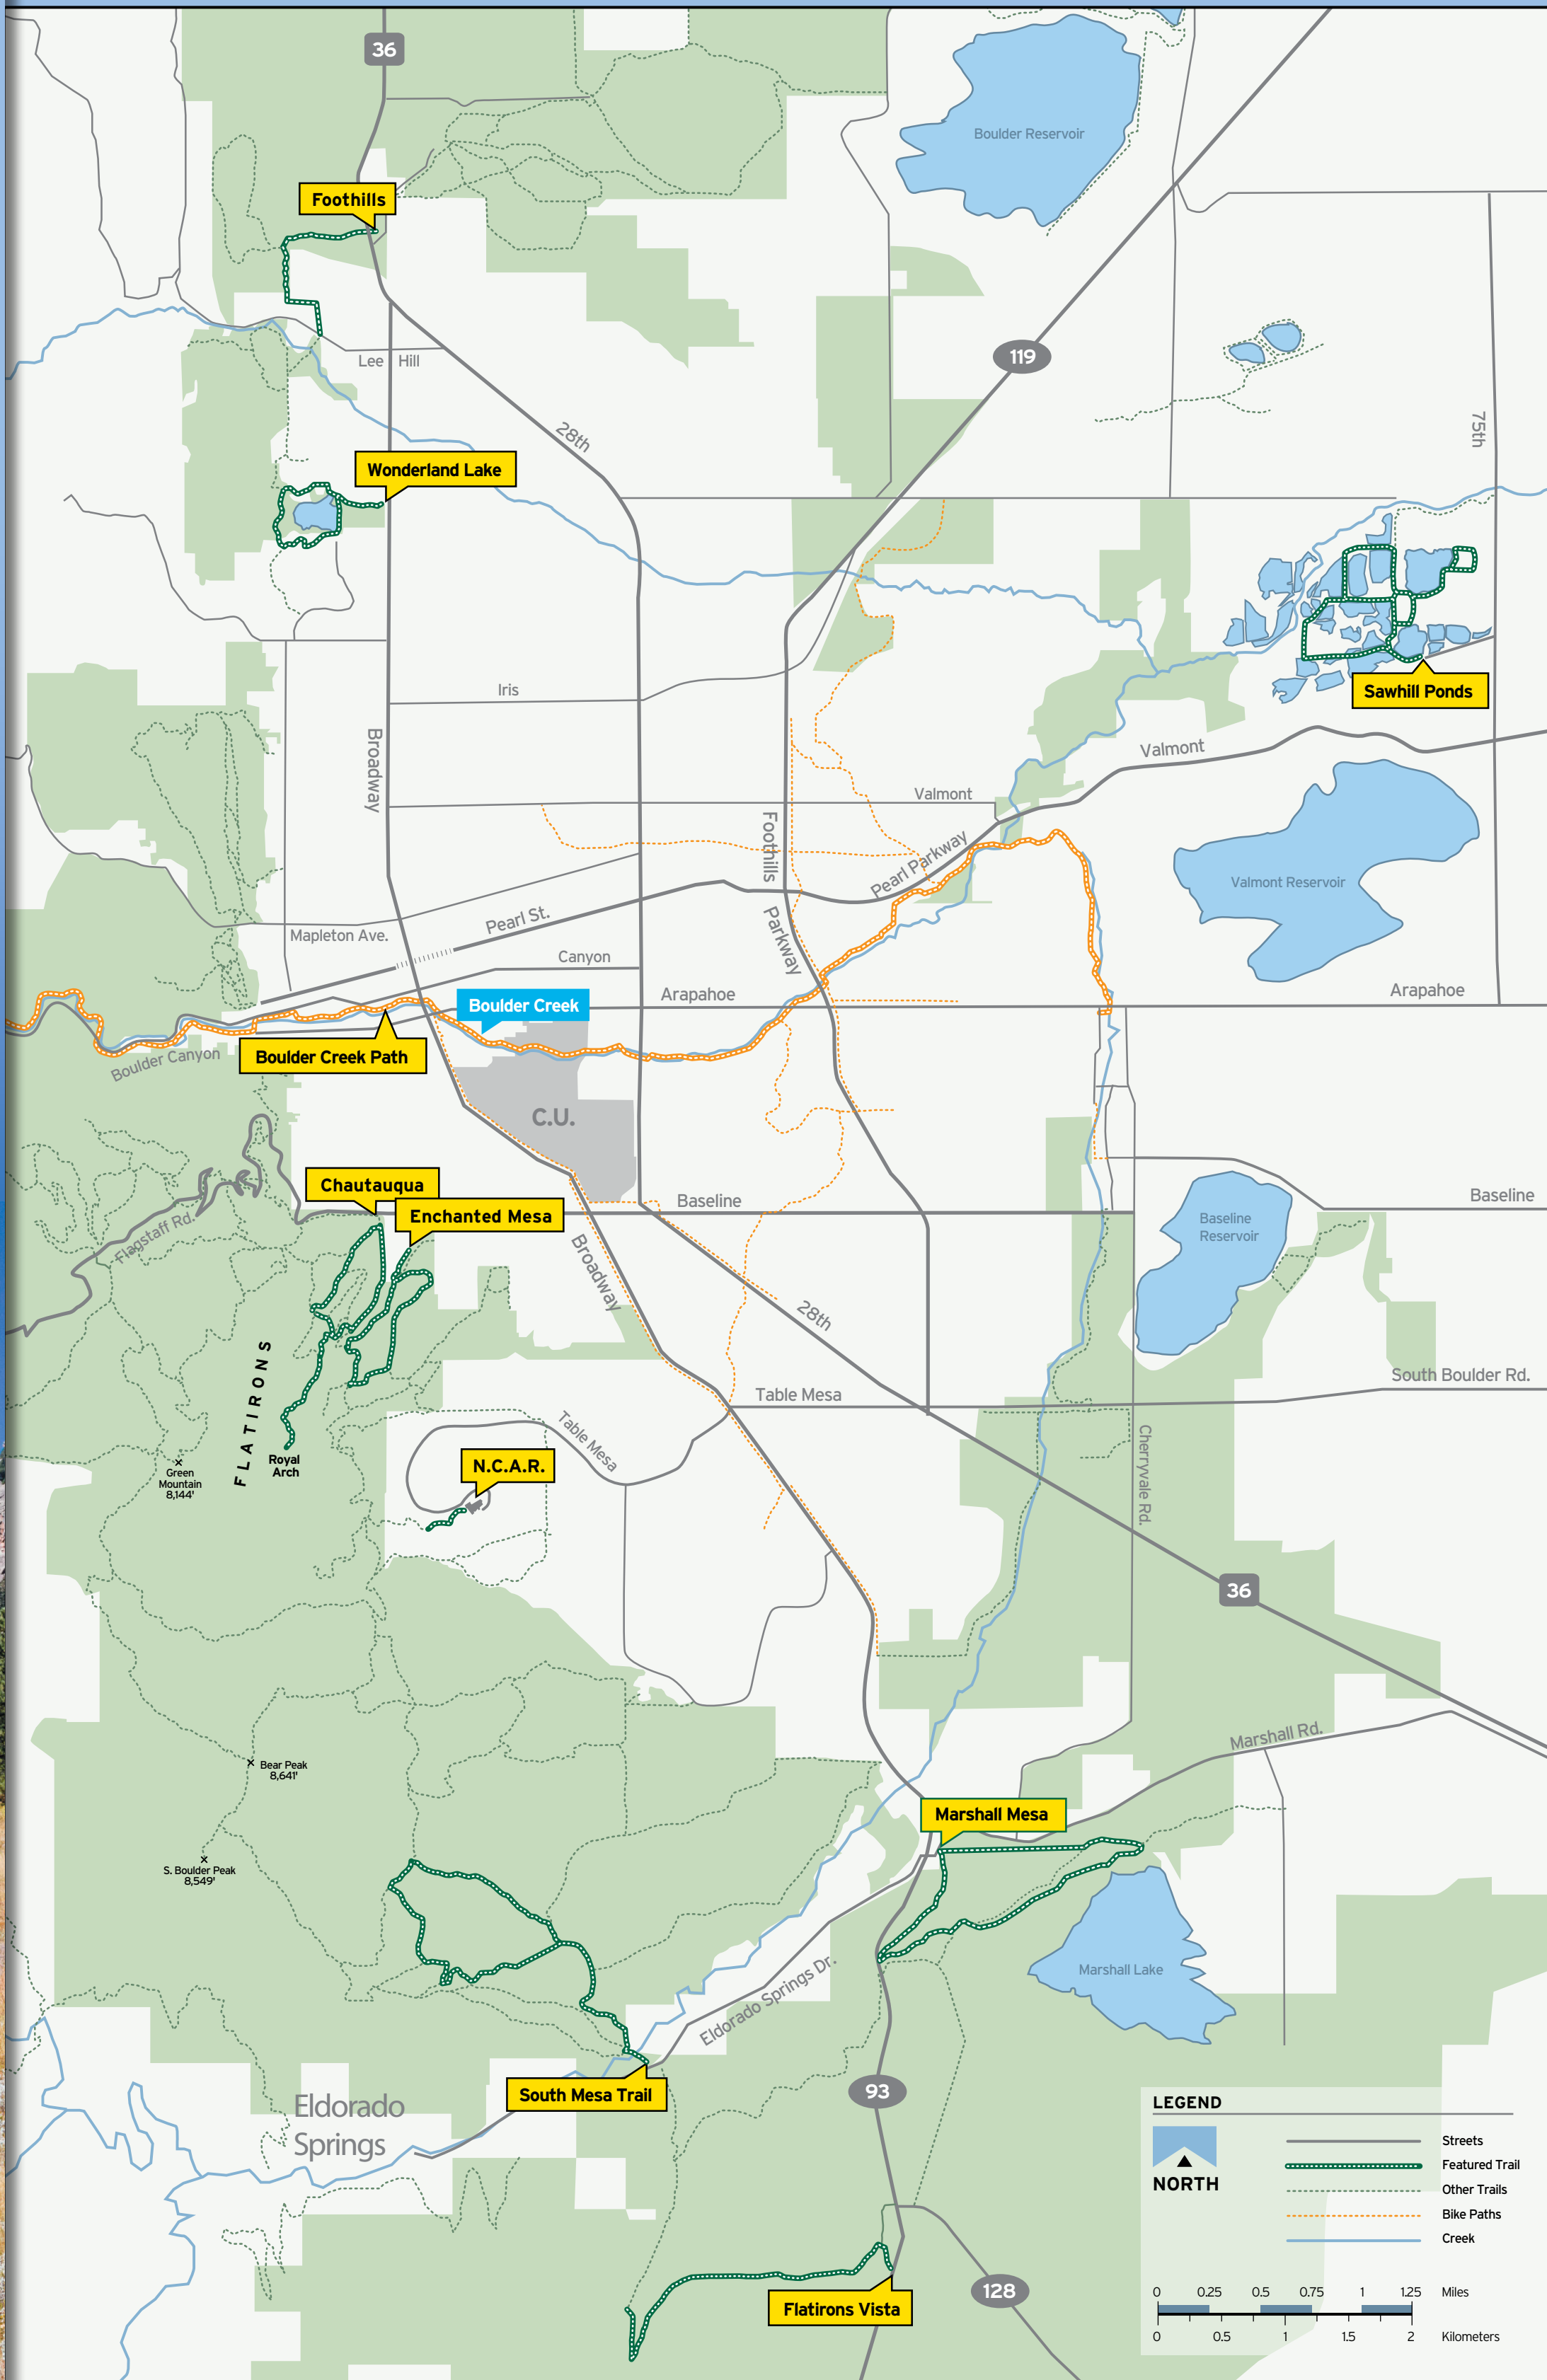 36
Boulder Reservoir
Foothills
119
Lee Hill
28th
75th
Wonderland Lake
Sawhill Ponds
Iris
Broadway
Valmont
Valmont
Foothills
Parkway
Pearl Parkway
Valmont Reservoir
Pearl St.
Mapleton Ave.
Canyon
Boulder Creek
Arapahoe
Arapahoe
Boulder Creek Path
Boulder Canyon
C.U.
Chautauqua
Enchanted Mesa
Baseline
Baseline
Baseline
Reservoir
Flagstaff Rd.
Broadway
28th
FLATIRONS
South Boulder Rd.
Table Mesa
Table Mesa
Cherryvale Rd.
Royal
Arch
Green
Mountain
8,144'
N.C.A.R.
36
Marshall Rd.
Bear Peak
8,641'
Marshall Mesa
S. Boulder Peak
8,549'
Marshall Lake
Eldorado Springs Dr.
South Mesa Trail
93
Eldorado
Springs
Flatirons Vista
128
LEGEND
NORTH
Streets
Featured Trail
Other Trails
Bike Paths
Creek
0 0.25 0.5 0.75 1 1.25 Miles
0 0.5 1 1.5 2 Kilometers